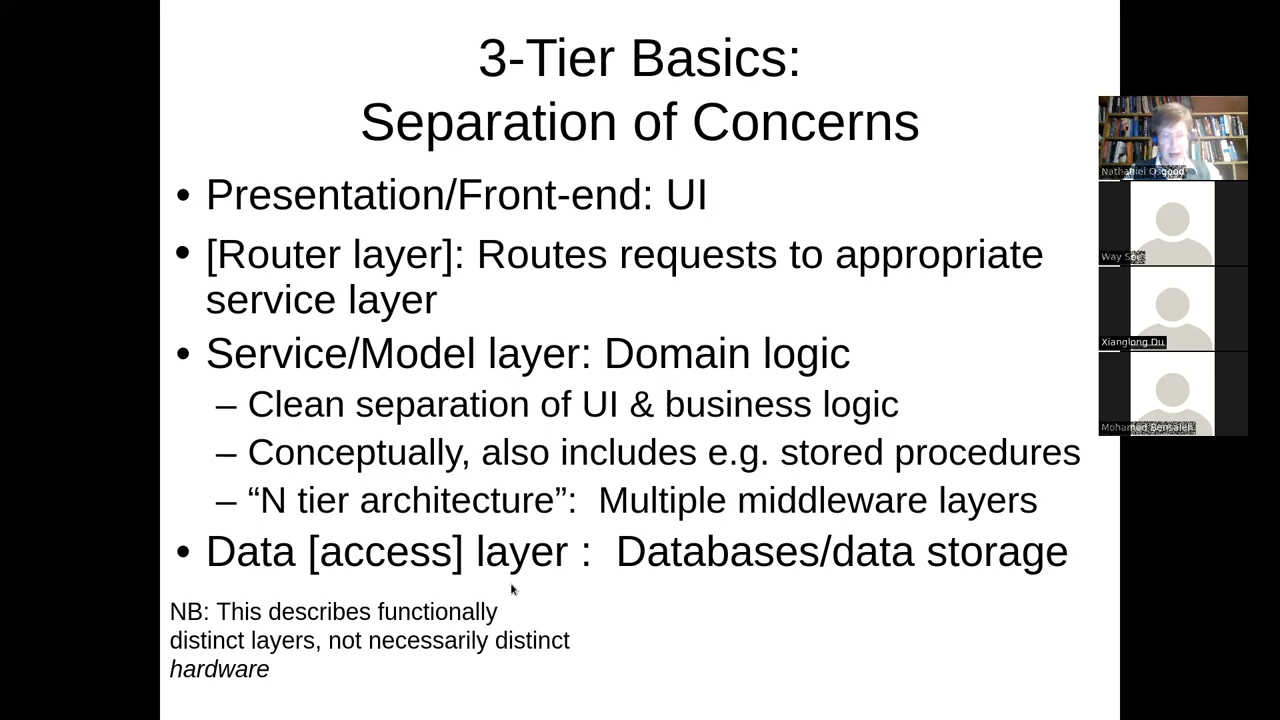 3-Tier Basics:
Separation of Concerns
• Presentation/Front-end: UI
• [Router layer]: Routes requests to appropriate
service layer
• Service/Model layer: Domain logic
– Clean separation of UI & business logic
– Conceptually, also includes e.g. stored procedures
– “N tier architecture”:  Multiple middleware layers
• Data [access] layer :  Databases/data storage
NB: This describes functionally
distinct layers, not necessarily distinct
hardware
Nathaniel Osgood
Way Soe
Xianglong Du
Mohamed Bensaleh